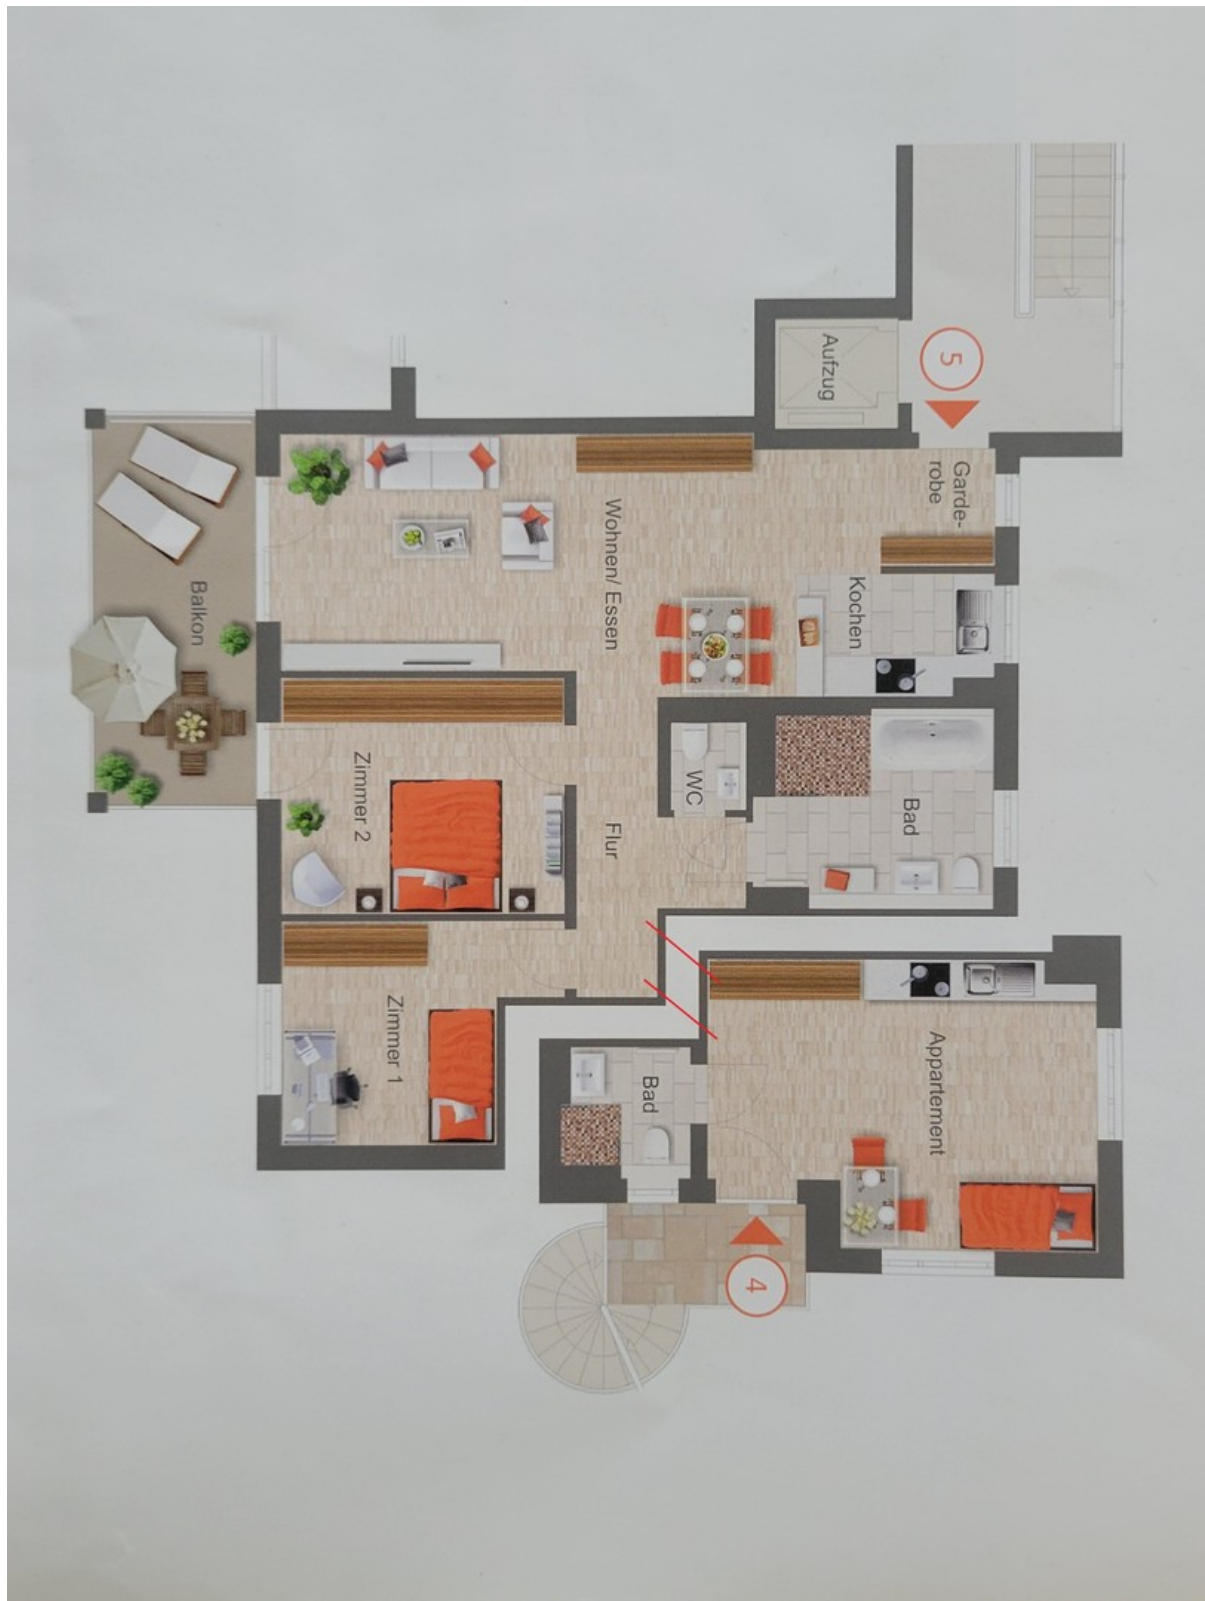 5
Aufzug
Garde-
robe
Wohnen/ Essen
Kochen
Balkon
Zimmer 2
WC
Bad
Flur
Zimmer 1
Appartement
Bad
4